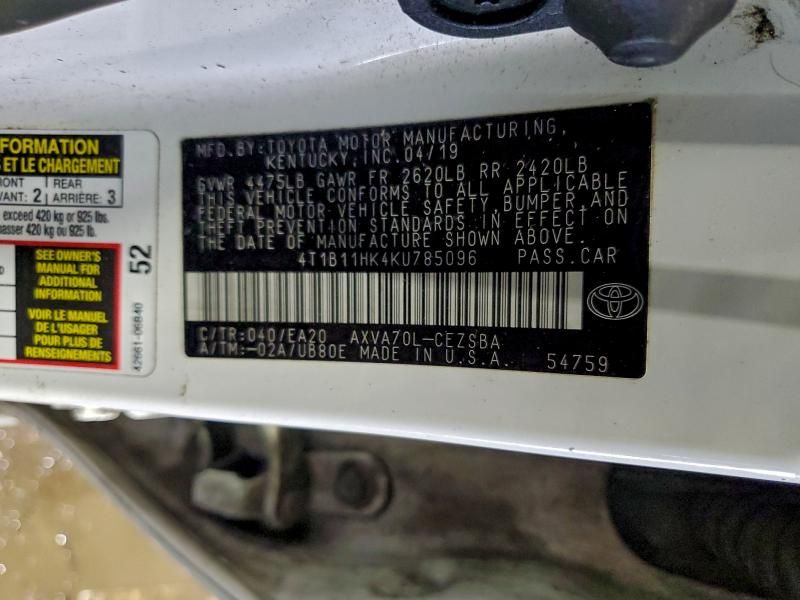 FORMATION
S ET LE CHARGEMENT
RONT
VANT: 2
REAR
ARRIÈRE: 3
exceed 420 kg or 925 lbs.
passer 420 kg ou 925 lb.
SEE OWNER'S
MANUAL FOR
ADDITIONAL
INFORMATION
VOIR LE MANUEL
DE L'USAGER
POUR PLUS DE
RENSEIGNEMENTS
52
42661-06840
MFD.BY: TOYOTA MOTOR MANUFACTURING,
KENTUCKY, INC. 04/19
GVWR 4475LB GAWR FR 2620LB RR 2420LB
THIS VEHICLE CONFORMS TO ALL APPLICABLE
FEDERAL MOTOR VEHICLE SAFETY, BUMPER, AND
THEFT PREVENTION STANDARDS IN EFFECT ON
THE DATE OF MANUFACTURE SHOWN ABOVE.
4T1B11HK4KU785096 PASS.CAR
C/TR: 040/EA20 AXVA70L-CEZSBA
A/TM:-02A/UB80E MADE IN U.S.A.
54759